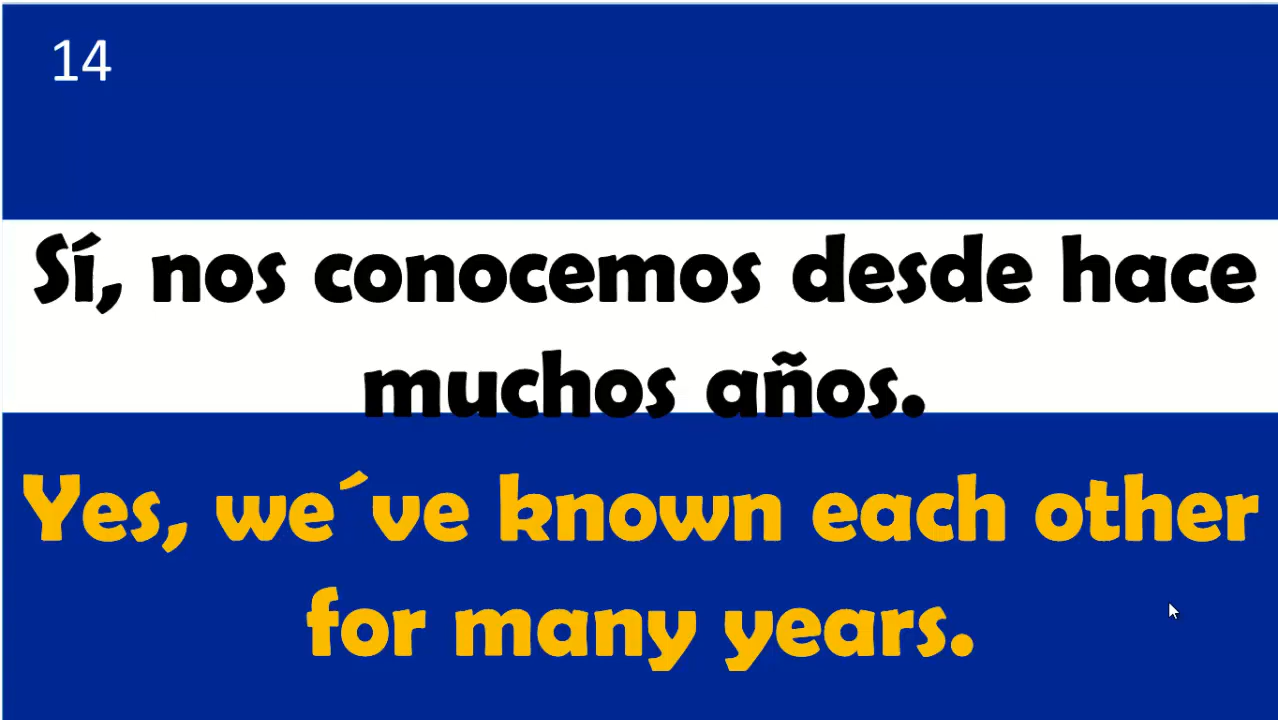 14
Sí, nos conocemos desde hace
muchos años.
Yes, we´ve known each other
for many years.